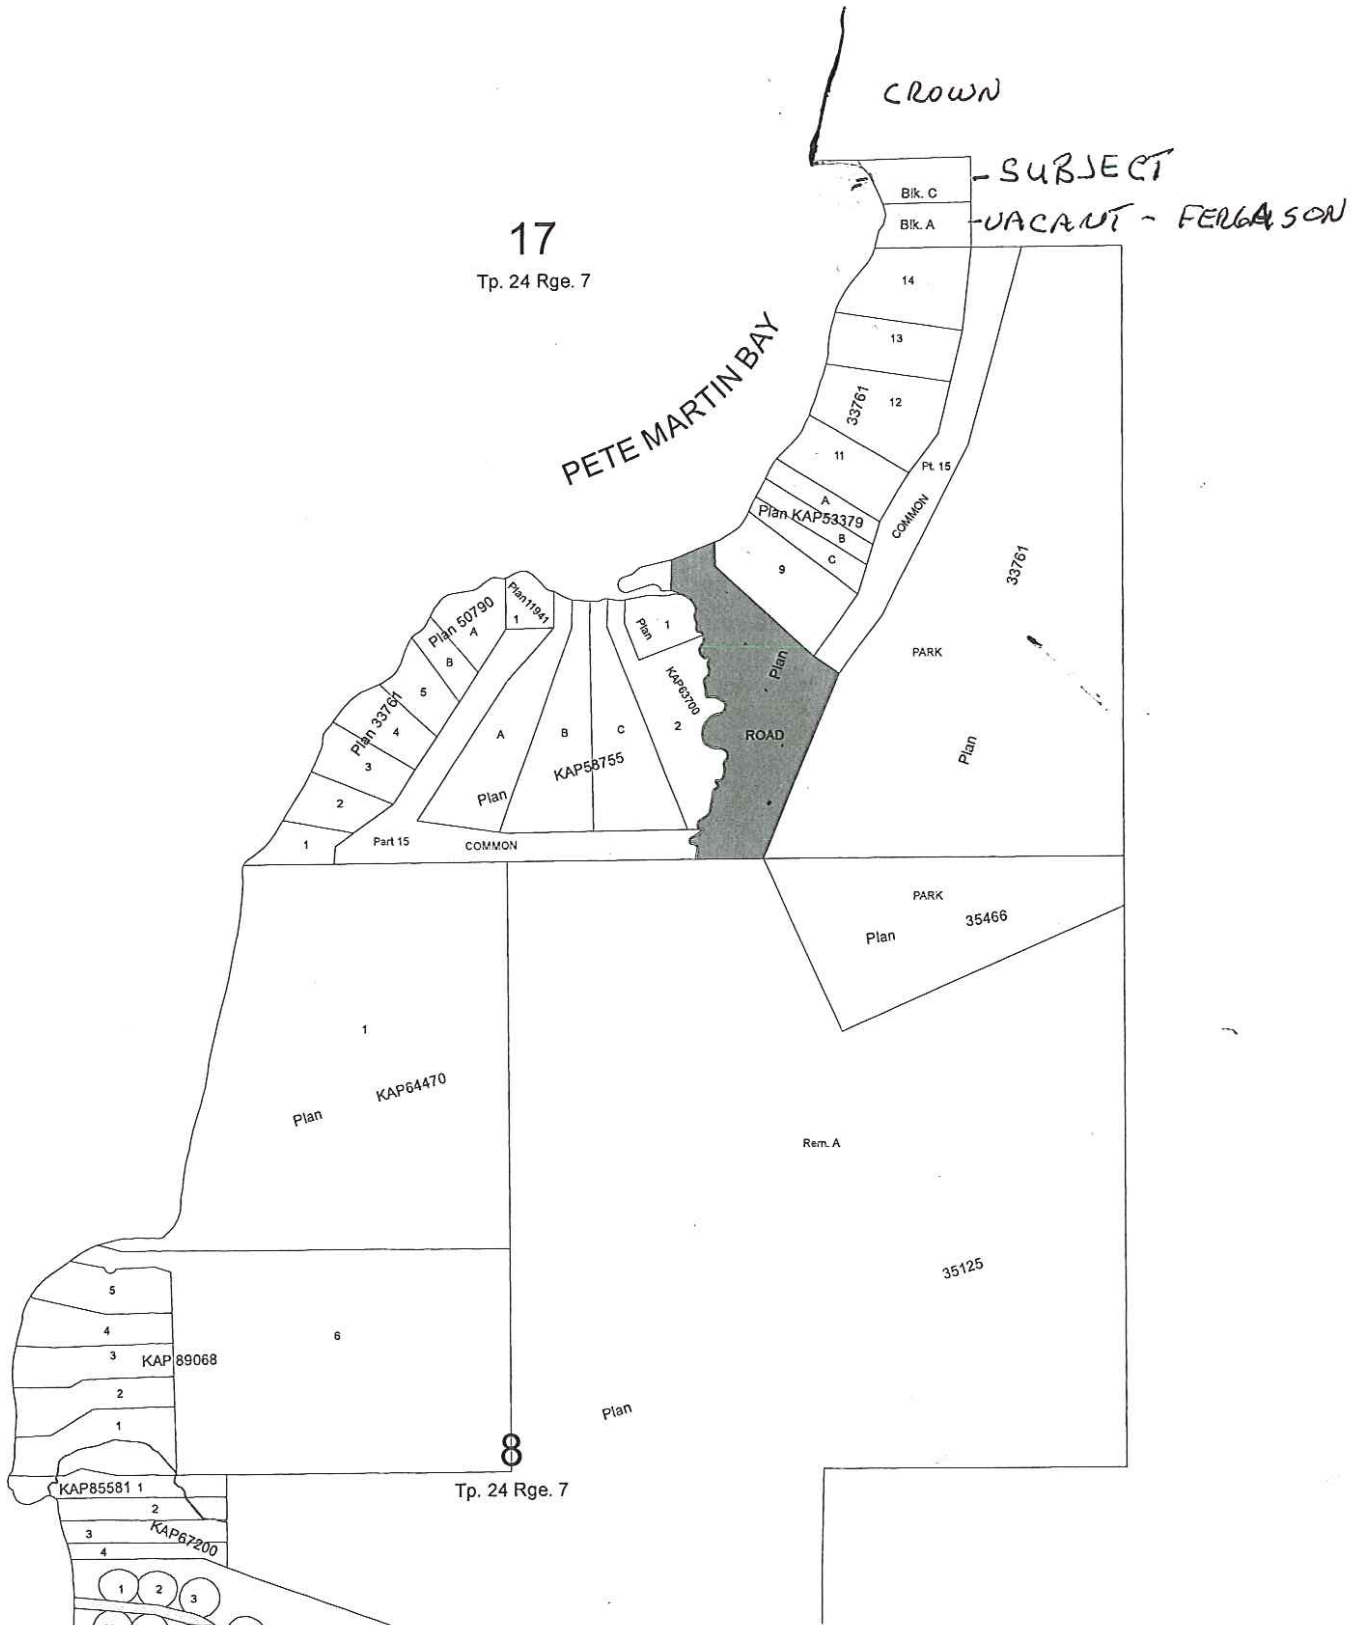 CROWN
- SUBJECT
Blk. C
Blk. A
- VACANT - FERGASON
17
Tp. 24 Rge. 7
PETE MARTIN BAY
14
13
12
33761
11
Pt. 15
A
Plan KAP53379
B
C
COMMON
9
33761
PARK
Plan
Plan 50790
A
B
Plan 11941
1
Plan 1
5
Plan 33761
4
3
2
1
KAP63700
2
A
B
C
KAP58755
Plan
Plan
ROAD
Part 15
COMMON
PARK
35466
Plan
1
KAP64470
Plan
Rem. A
35125
5
4
3
KAP 89068
2
1
6
Plan
8
Tp. 24 Rge. 7
KAP85581 1
2
3
KAP67200
4
1
2
3